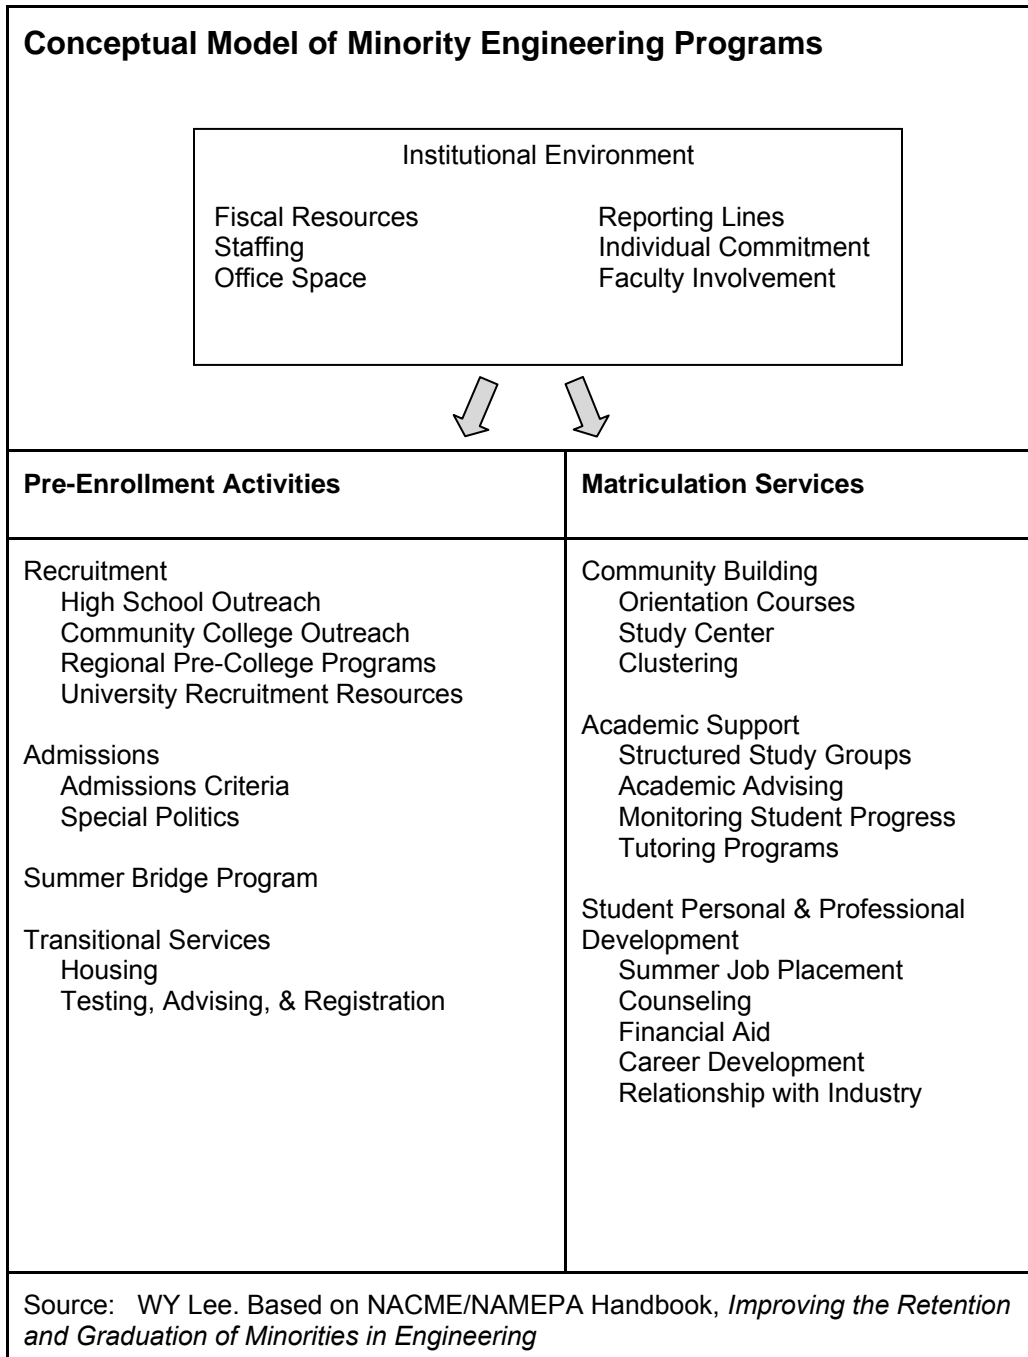 Conceptual Model of Minority Engineering Programs
Institutional Environment
Fiscal Resources
Staffing
Office Space
Reporting Lines
Individual Commitment
Faculty Involvement
Pre-Enrollment Activities
Recruitment
High School Outreach
Community College Outreach
Regional Pre-College Programs
University Recruitment Resources
Admissions
Admissions Criteria
Special Politics
Summer Bridge Program
Transitional Services
Housing
Testing, Advising, & Registration
Matriculation Services
Community Building
Orientation Courses
Study Center
Clustering
Academic Support
Structured Study Groups
Academic Advising
Monitoring Student Progress
Tutoring Programs
Student Personal & Professional
Development
Summer Job Placement
Counseling
Financial Aid
Career Development
Relationship with Industry
Source: WY Lee. Based on NACME/NAMEPA Handbook, Improving the Retention
and Graduation of Minorities in Engineering